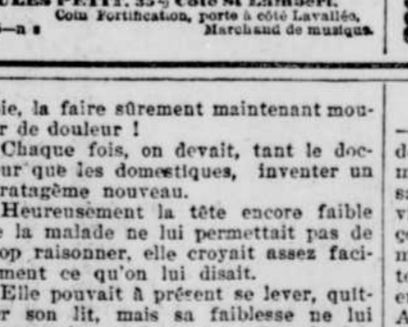 Côte St Lambert.
Coin Fortification, porte à côté Lavallée,
Marchand de musique.
ie, la faire sûrement maintenant mou-
r de douleur !
Chaque fois, on devait, tant le doc-
ur que les domestiques, inventer un
ratagème nouveau.
Heureusement la tête encore faible
e la malade ne lui permettait pas de
op raisonner, elle croyait assez faci-
ment ce qu'on lui disait.
Elle pouvait à présent se lever, quit-
r son lit, mais sa faiblesse ne lui